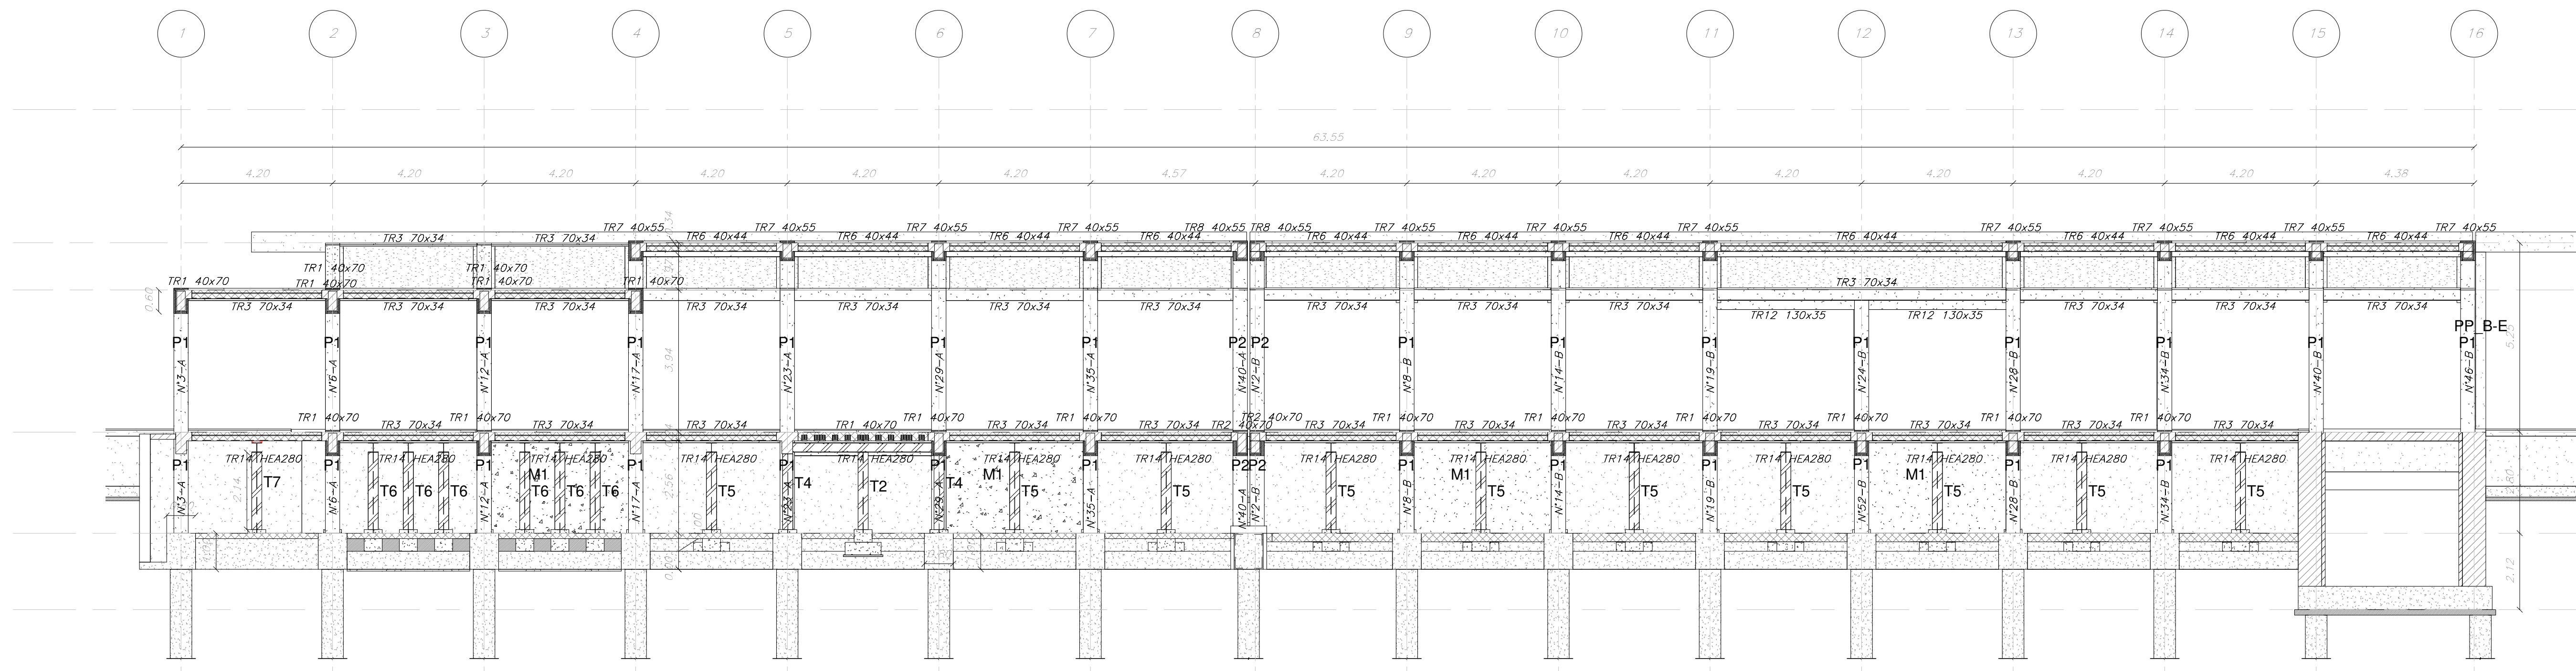 1 2 3 4 5 6 7 8 9 10 11 12 13 14 15 16
63.55
4.20 4.20 4.20 4.20 4.20 4.20 4.57 4.20 4.20 4.20 4.20 4.20 4.20 4.20 4.38
TR7 40x55 TR7 40x55 TR7 40x55 TR7 40x55 TR8 40x55 TR8 40x55 TR7 40x55 TR7 40x55 TR7 40x55 TR7 40x55 TR7 40x55 TR7 40x55 TR7 40x55
TR3 70x34 TR3 70x34 TR6 40x44 TR6 40x44 TR6 40x44 TR6 40x44 TR6 40x44 TR6 40x44 TR6 40x44 TR6 40x44 TR6 40x44 TR6 40x44 TR6 40x44
TR1 40x70 TR1 40x70
TR1 40x70 TR1 40x70 TR1 40x70 TR1 40x70 TR3 70x34
0.60
TR3 70x34 TR3 70x34 TR3 70x34 TR3 70x34 TR3 70x34 TR3 70x34 TR3 70x34 TR3 70x34 TR3 70x34 TR3 70x34 TR3 70x34 TR3 70x34 TR3 70x34
TR12 130x35 TR12 130x35
PP_B-E
P1 P1 P1 P1 P1 P1 P1 P2 P2 P1 P1 P1 P1 P1 P1 P1 P1
3.94
5.25
N°3-A N°6-A N°12-A N°17-A N°23-A N°29-A N°35-A N°40-A N°2-B N°8-B N°14-B N°19-B N°24-B N°28-B N°34-B N°40-B N°46-B
TR1 40x70 TR1 40x70 TR1 40x70 TR1 40x70 TR2 40x70 TR1 40x70 TR1 40x70 TR1 40x70 TR1 40x70 TR1 40x70 TR1 40x70
TR3 70x34 TR3 70x34 TR3 70x34 TR1 40x70 TR3 70x34 TR3 70x34 TR2 40x70 TR3 70x34 TR3 70x34 TR3 70x34 TR3 70x34 TR3 70x34 TR3 70x34
TR14 HEA280 TR14 HEA280 TR14 HEA280 TR14 HEA280 TR14 HEA280 TR14 HEA280 TR14 HEA280 TR14 HEA280 TR14 HEA280 TR14 HEA280 TR14 HEA280 TR14 HEA280 TR14 HEA280 TR14 HEA280
P1 P1 P1 P1 P1 P1 P2 P2 P1 P1 P1 P1 P1 P1
M1 M1 M1 M1
T7 T6 T6 T6 T6 T6 T6 T5 T4 T2 T4 T5 T5 T5 T5 T5 T5 T5 T5 T5
2.14
2.56
2.80
N°3-A N°6-A N°12-A N°17-A N°23-A N°29-A N°35-A N°40-A N°2-B N°8-B N°14-B N°19-B N°52-B N°28-B N°34-B
2.12